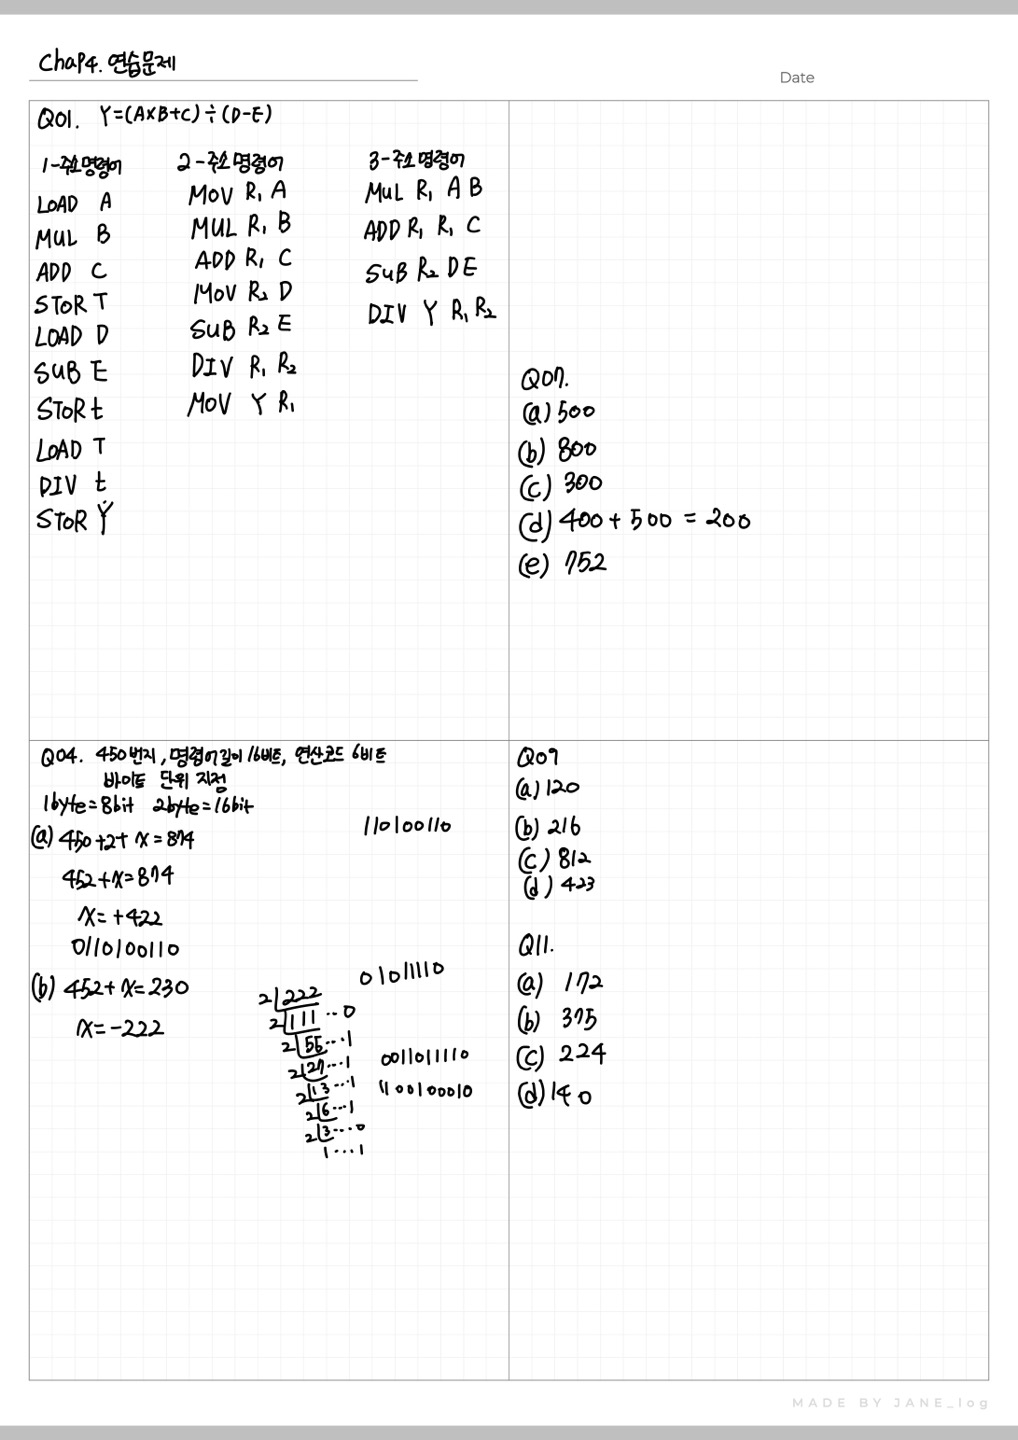 Chap4. 연습문제
Date
Q01. Y=(A×B+C)÷(D-E)
1-주소명령어
LOAD A
MUL B
ADD C
STOR T
LOAD D
SUB E
STOR t
LOAD T
DIV t
STOR Y
2-주소명령어
MOV R₁ A
MUL R₁ B
ADD R₁ C
MOV R₂ D
SUB R₂ E
DIV R₁ R₂
MOV Y R₁
3-주소명령어
MUL R₁ A B
ADD R₁ R₁ C
SUB R₂ D E
DIV Y R₁ R₂
Q07.
(a) 500
(b) 800
(c) 300
(d) 400 + 500 = 200
(e) 752
Q04. 450번지, 명령어길이 16비트, 연산코드 6비트
바이트 단위 지정
1byte=8bit 2byte=16bit
(a) 450+2+x=874
452+x=874
x=+422
0110100110
110100110
(b) 452+x=230
x=-222
2|222
2|111 ··0
2|55···1
2|27···1
2|13···1
2|6···1
2|3···0
1····1
01011110
0011011110
1100100010
Q09
(a) 120
(b) 216
(c) 812
(d) 423
Q11.
(a) 172
(b) 375
(c) 224
(d) 140
MADE BY JANE_log